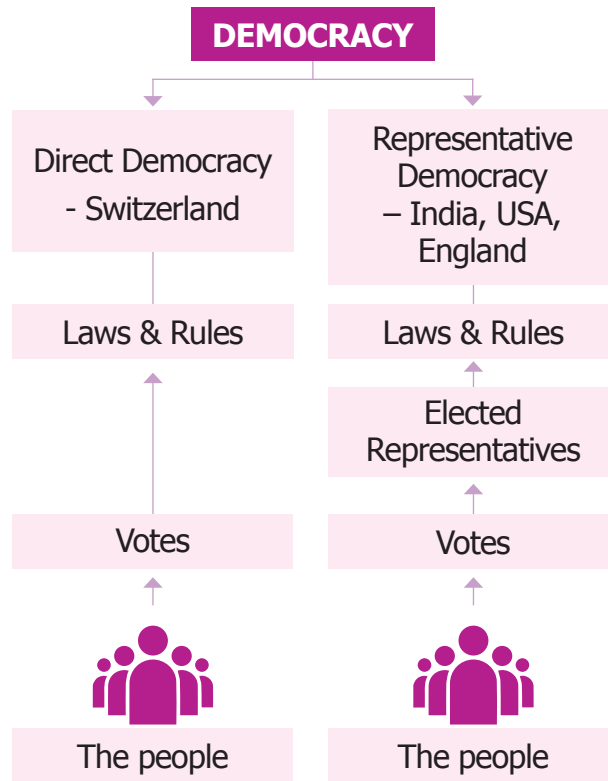 DEMOCRACY
Direct Democracy
- Switzerland
Laws & Rules
Votes
The people
Representative
Democracy
– India, USA,
England
Laws & Rules
Elected
Representatives
Votes
The people